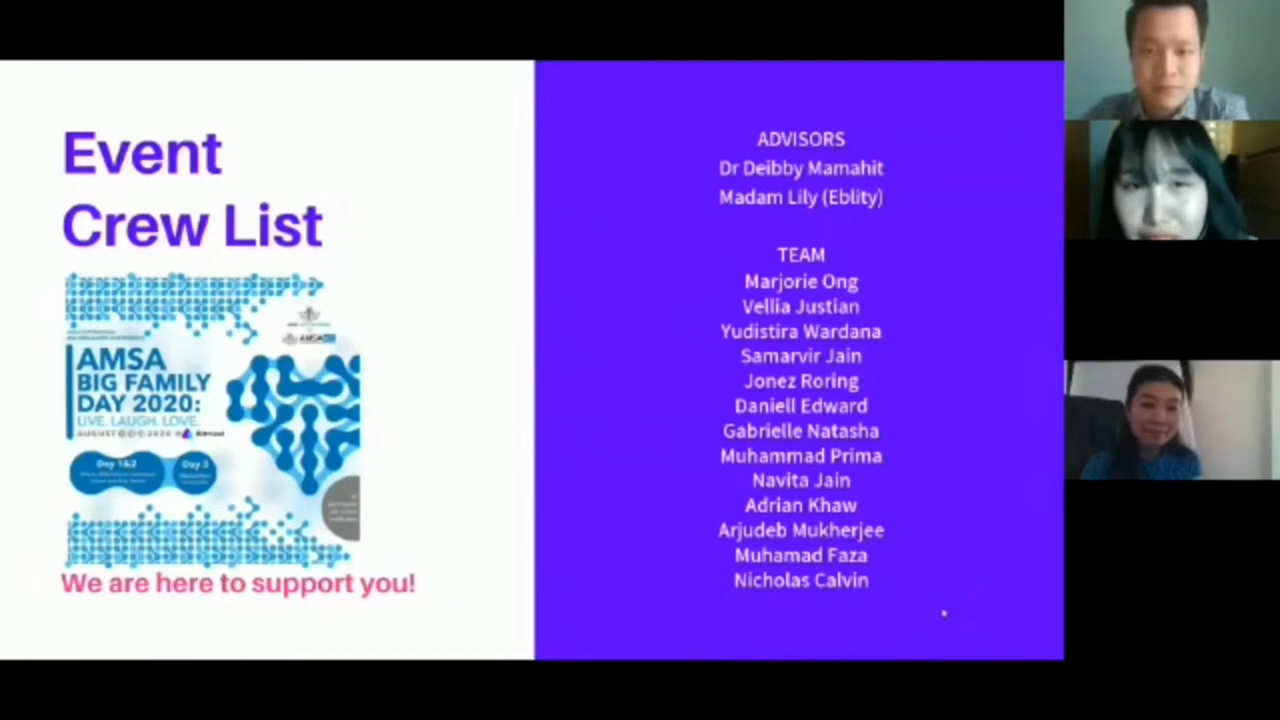 Event
Crew List
AMSA
BIG FAMILY
DAY 2020:
LIVE. LAUGH. LOVE.
Day 1&2
Day 3
We are here to support you!
ADVISORS
Dr Deibby Mamahit
Madam Lily (Eblity)
TEAM
Marjorie Ong
Vellia Justian
Yudistira Wardana
Samarvir Jain
Jonez Roring
Daniell Edward
Gabrielle Natasha
Muhammad Prima
Navita Jain
Adrian Khaw
Arjudeb Mukherjee
Muhamad Faza
Nicholas Calvin